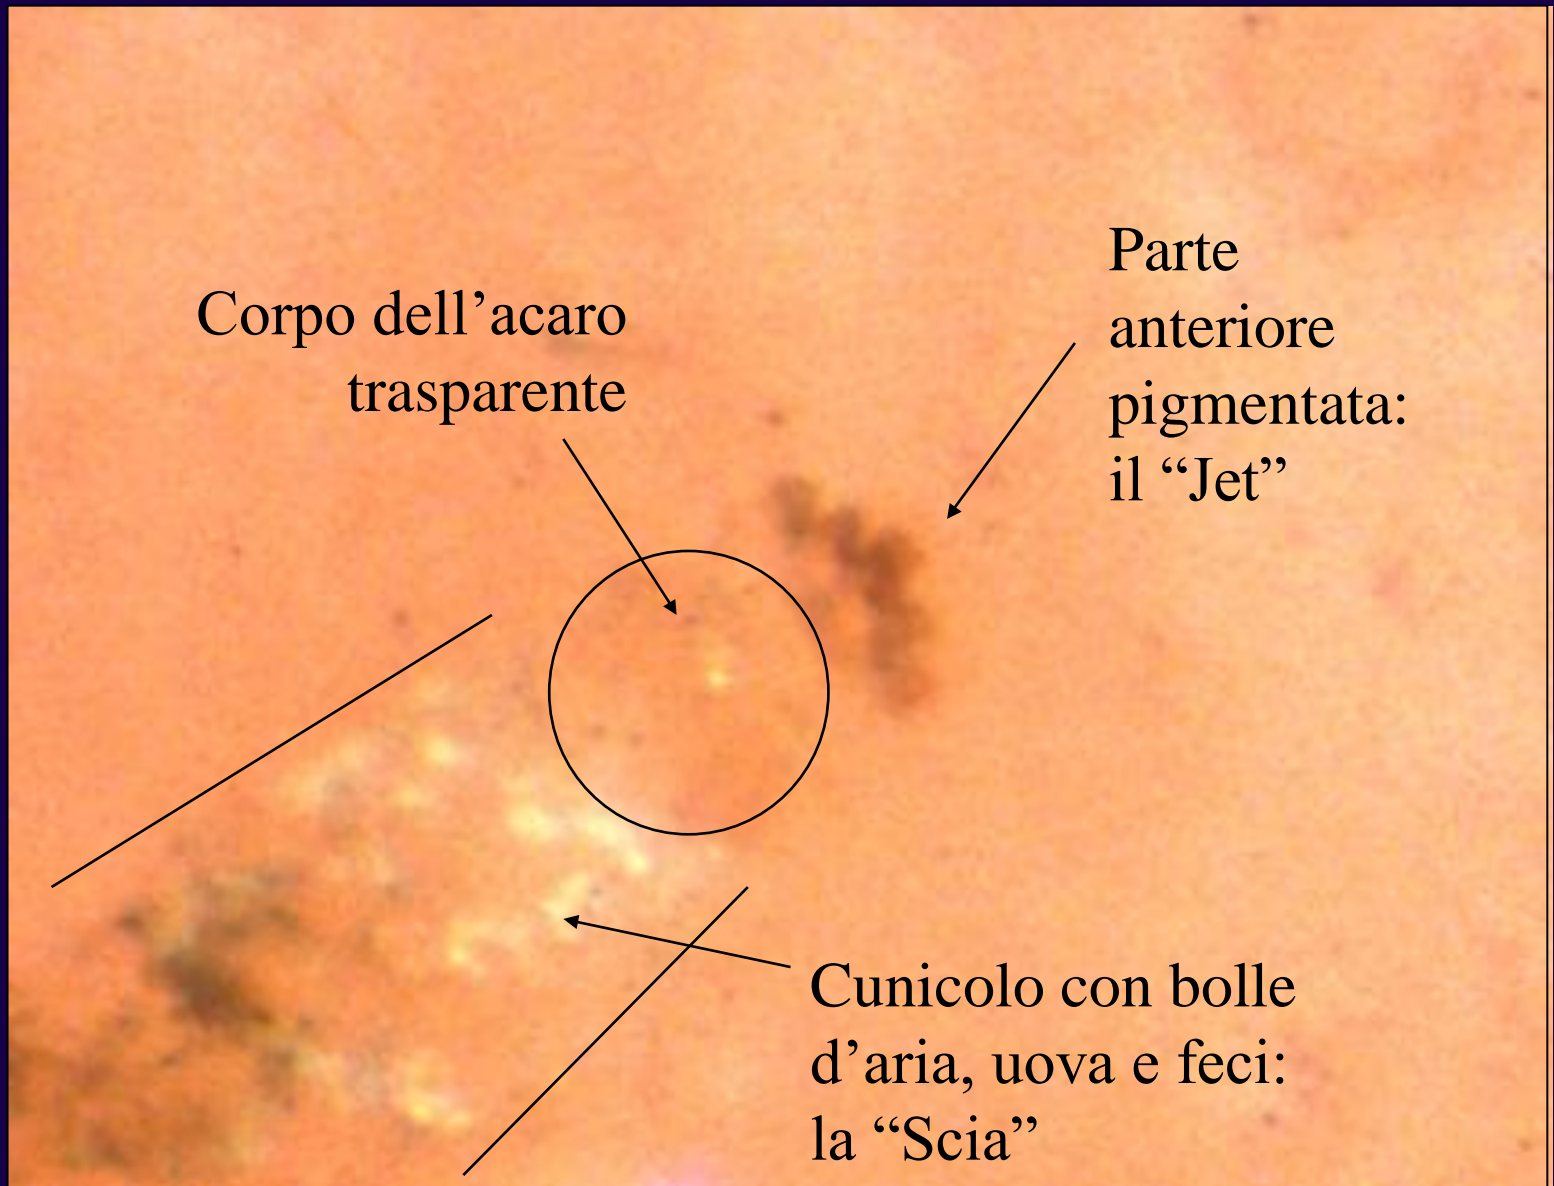 Corpo dell’acaro
trasparente
Parte
anteriore
pigmentata:
il “Jet”
Cunicolo con bolle
d’aria, uova e feci:
la “Scia”